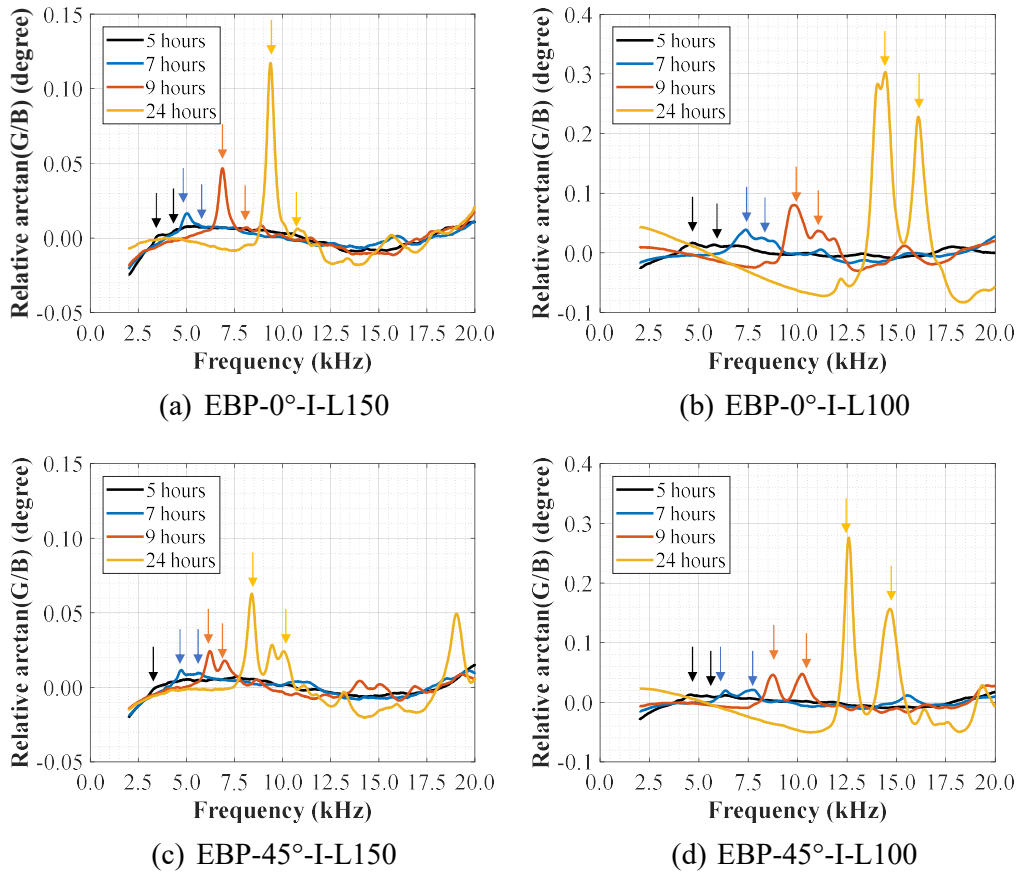 Relative arctan(G/B) (degree)
0.15
0.10
0.05
0.00
-0.05
5 hours
7 hours
9 hours
24 hours
0.0 2.5 5.0 7.5 10.0 12.5 15.0 17.5 20.0
Frequency (kHz)
(a) EBP-0°-I-L150
Relative arctan(G/B) (degree)
0.4
0.3
0.2
0.1
0.0
-0.1
5 hours
7 hours
9 hours
24 hours
0.0 2.5 5.0 7.5 10.0 12.5 15.0 17.5 20.0
Frequency (kHz)
(b) EBP-0°-I-L100
Relative arctan(G/B) (degree)
0.15
0.10
0.05
0.00
-0.05
5 hours
7 hours
9 hours
24 hours
0.0 2.5 5.0 7.5 10.0 12.5 15.0 17.5 20.0
Frequency (kHz)
(c) EBP-45°-I-L150
Relative arctan(G/B) (degree)
0.4
0.3
0.2
0.1
0.0
-0.1
5 hours
7 hours
9 hours
24 hours
0.0 2.5 5.0 7.5 10.0 12.5 15.0 17.5 20.0
Frequency (kHz)
(d) EBP-45°-I-L100